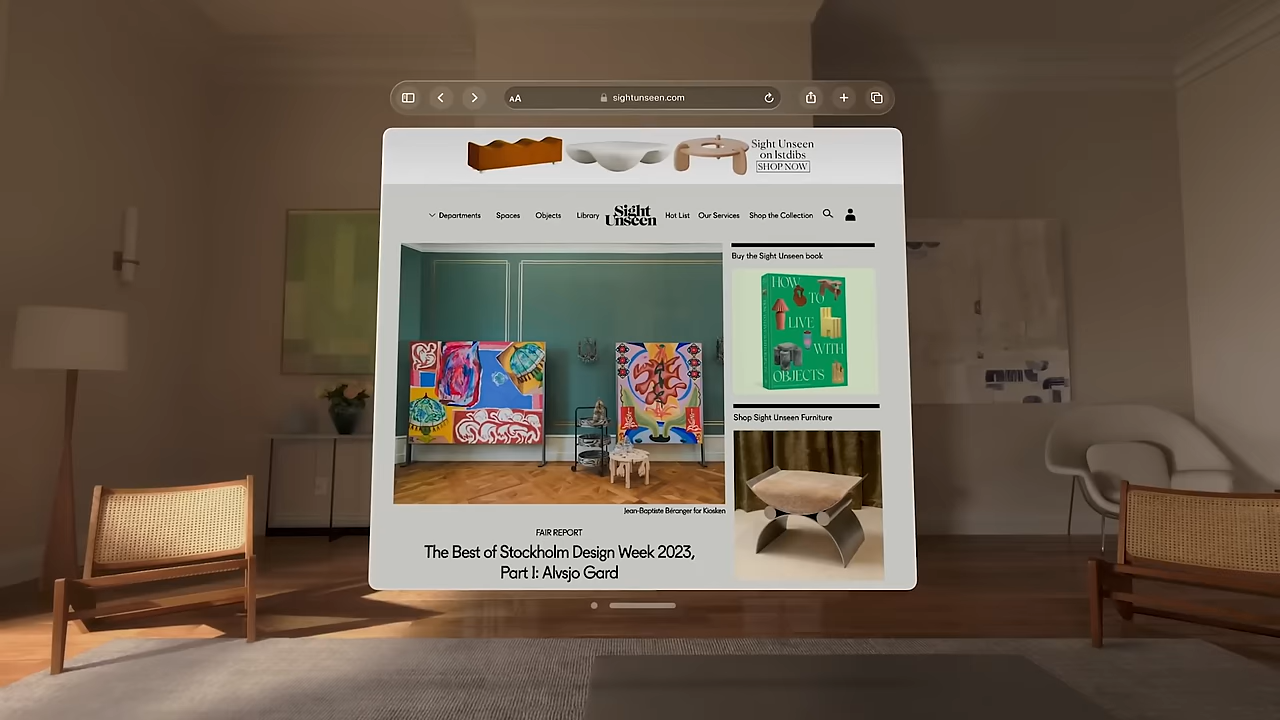 AA
sightunseen.com
Sight Unseen
on 1stdibs
SHOP NOW
Departments Spaces Objects Library Sight Unseen Hot List Our Services Shop the Collection
Buy the Sight Unseen book
HOW
TO
LIVE
WITH
OBJECTS
Shop Sight Unseen Furniture
Jean-Baptiste Béranger for Kiosken
FAIR REPORT
The Best of Stockholm Design Week 2023,
Part I: Alvsjo Gard